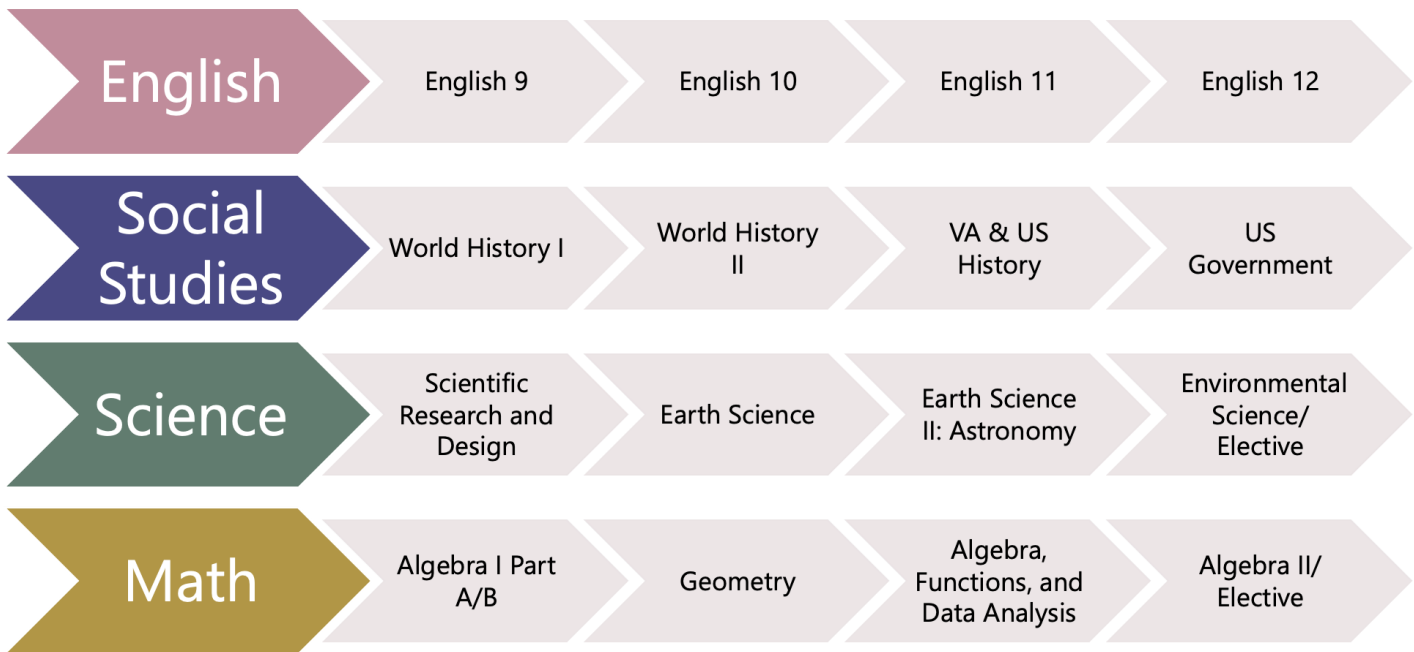 English
English 9
English 10
English 11
English 12
Social
Studies
World History I
World History
II
VA & US
History
US
Government
Science
Scientific
Research and
Design
Earth Science
Earth Science
II: Astronomy
Environmental
Science/
Elective
Math
Algebra I Part
A/B
Geometry
Algebra,
Functions, and
Data Analysis
Algebra II/
Elective